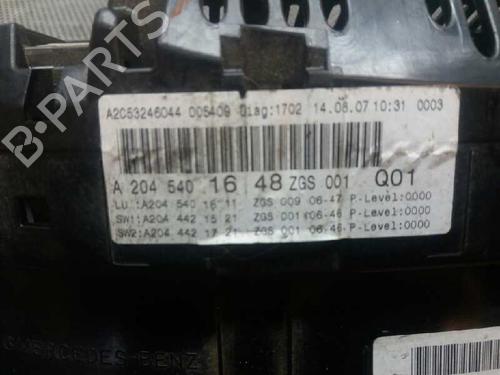 A2C53246044 005409 Diag:1702 14.08.07 10:31 0003
A 204 540 16 48 ZGS 001 Q01
LU :A204 540 16 11 ZGS 009 06.47 P-Level:0000
SW1:A204 442 15 21 ZGS 001 06.46 P-Level:0000
SW2:A204 442 17 21 ZGS 001 06.46 P-Level:0000
MERCEDES-BENZ
B-PARTS